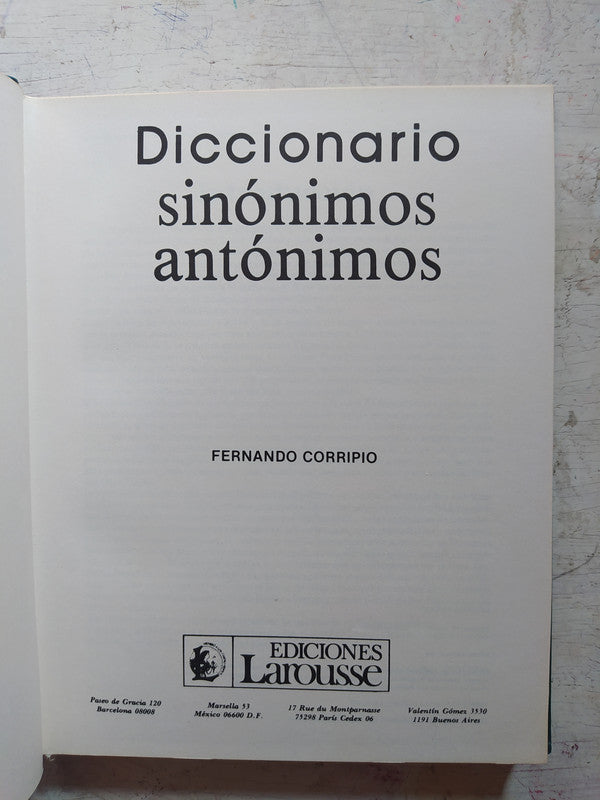 Diccionario
sinónimos
antónimos
FERNANDO CORRIPIO
EDICIONES
Larousse
Paseo de Gracia 120
Barcelona 08008
Marsella 53
México 06600 D.F.
17 Rue du Montparnasse
75298 París Cedex 06
Valentín Gómez 3530
1191 Buenos Aires